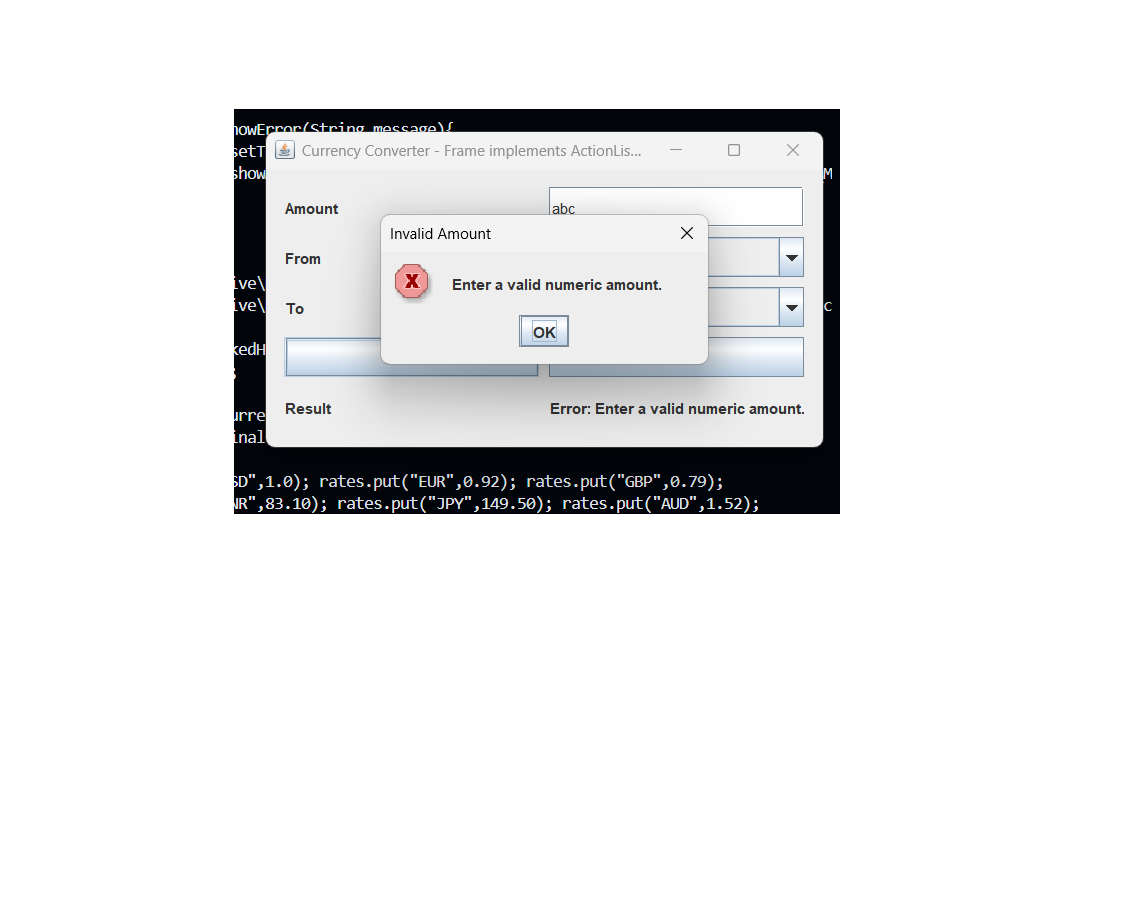 howError(String message){
setT
show
M
Currency Converter - Frame implements ActionLis...
Amount
abc
Invalid Amount
Enter a valid numeric amount.
OK
From
To
ive\
ive\
c
kedH
;
urre
inal
Result
Error: Enter a valid numeric amount.
SD",1.0); rates.put("EUR",0.92); rates.put("GBP",0.79);
NR",83.10); rates.put("JPY",149.50); rates.put("AUD",1.52);